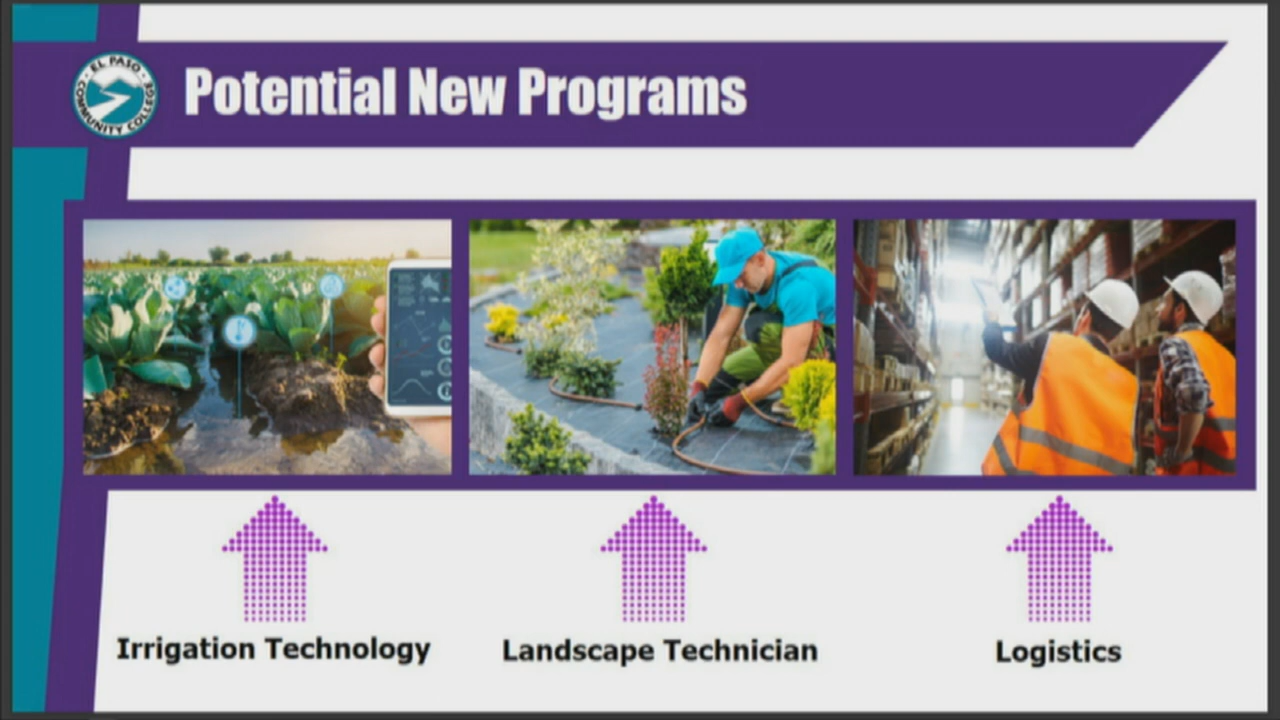 EL PASO
COMMUNITY COLLEGE
Potential New Programs
Irrigation Technology
Landscape Technician
Logistics